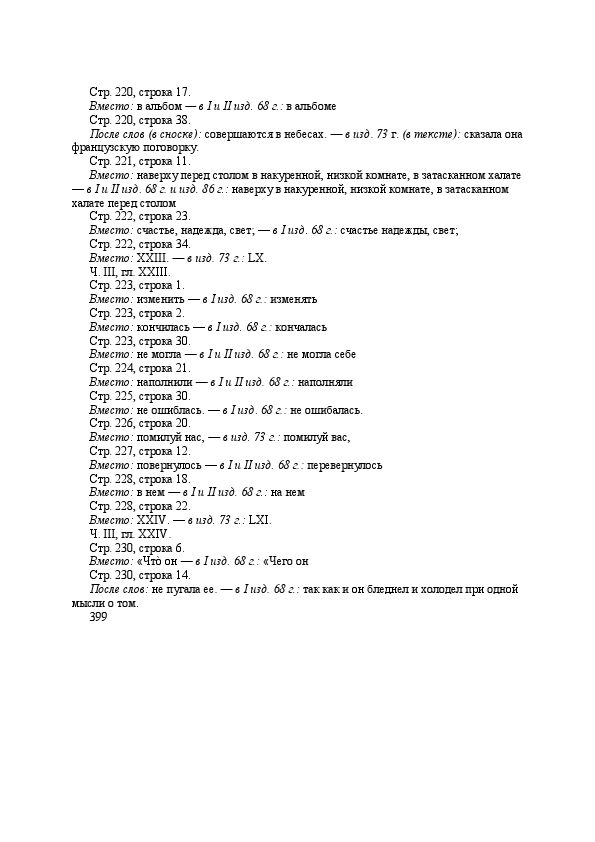 Стр. 220, строка 17.
Вместо: в альбом — в I и II изд. 68 г.: в альбоме
Стр. 220, строка 38.
После слов (в сноске): совершаются в небесах. — в изд. 73 г. (в тексте): сказала она
французскую поговорку.
Стр. 221, строка 11.
Вместо: наверху перед столом в накуренной, низкой комнате, в затасканном халате
— в I и II изд. 68 г. и изд. 86 г.: наверху в накуренной, низкой комнате, в затасканном
халате перед столом
Стр. 222, строка 23.
Вместо: счастье, надежда, свет; — в I изд. 68 г.: счастье надежды, свет;
Стр. 222, строка 34.
Вместо: XXIII. — в изд. 73 г.: LX.
Ч. III, гл. XXIII.
Стр. 223, строка 1.
Вместо: изменить — в I изд. 68 г.: изменять
Стр. 223, строка 2.
Вместо: кончилась — в I изд. 68 г.: кончалась
Стр. 223, строка 30.
Вместо: не могла — в I и II изд. 68 г.: не могла себе
Стр. 224, строка 21.
Вместо: наполнили — в I и II изд. 68 г.: наполняли
Стр. 225, строка 30.
Вместо: не ошиблась. — в I изд. 68 г.: не ошибалась.
Стр. 226, строка 20.
Вместо: помилуй нас, — в изд. 73 г.: помилуй вас,
Стр. 227, строка 12.
Вместо: повернулось — в I и II изд. 68 г.: перевернулось
Стр. 228, строка 18.
Вместо: в нем — в I и II изд. 68 г.: на нем
Стр. 228, строка 22.
Вместо: XXIV. — в изд. 73 г.: LXI.
Ч. III, гл. XXIV.
Стр. 230, строка 6.
Вместо: «Что̀ он — в I изд. 68 г.: «Чего он
Стр. 230, строка 14.
После слов: не пугала ее. — в I изд. 68 г.: так как и он бледнел и холодел при одной
мысли о том.
399